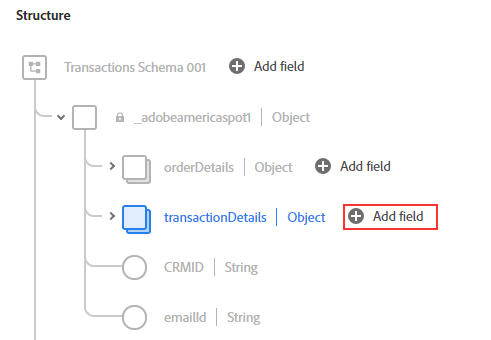 Structure
Transactions Schema 001 Add field
_adobeamericaspot1 | Object
orderDetails | Object Add field
transactionDetails | Object Add field
CRMID | String
emailId | String